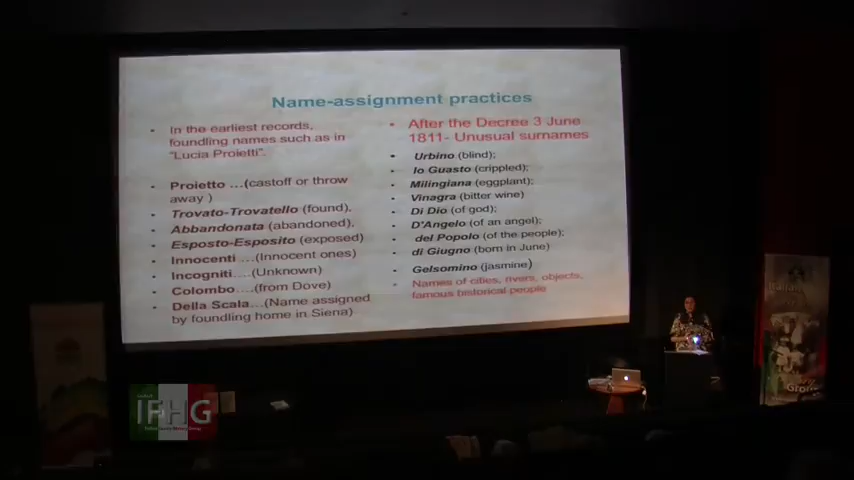 Name-assignment practices
• In the earliest records,
foundling names such as in
"Lucia Proietti".
• Proietto ...(castoff or throw
away )
• Trovato-Trovatello (found),
• Abbandonata (abandoned),
• Esposto-Esposito (exposed)
• Innocenti ...(Innocent ones)
• Incogniti....(Unknown)
• Colombo....(from Dove)
• Della Scala...(Name assigned
by foundling home in Siena)
• After the Decree 3 June
1811- Unusual surnames
• Urbino (blind);
• lo Guasto (crippled);
• Milingiana (eggplant);
• Vinagra (bitter wine)
• Di Dio (of god);
• D'Angelo (of an angel);
• del Popolo (of the people);
• di Giugno (born in June)
• Gelsomino (jasmine)
• Names of cities, rivers, objects,
famous historical people
IFHG